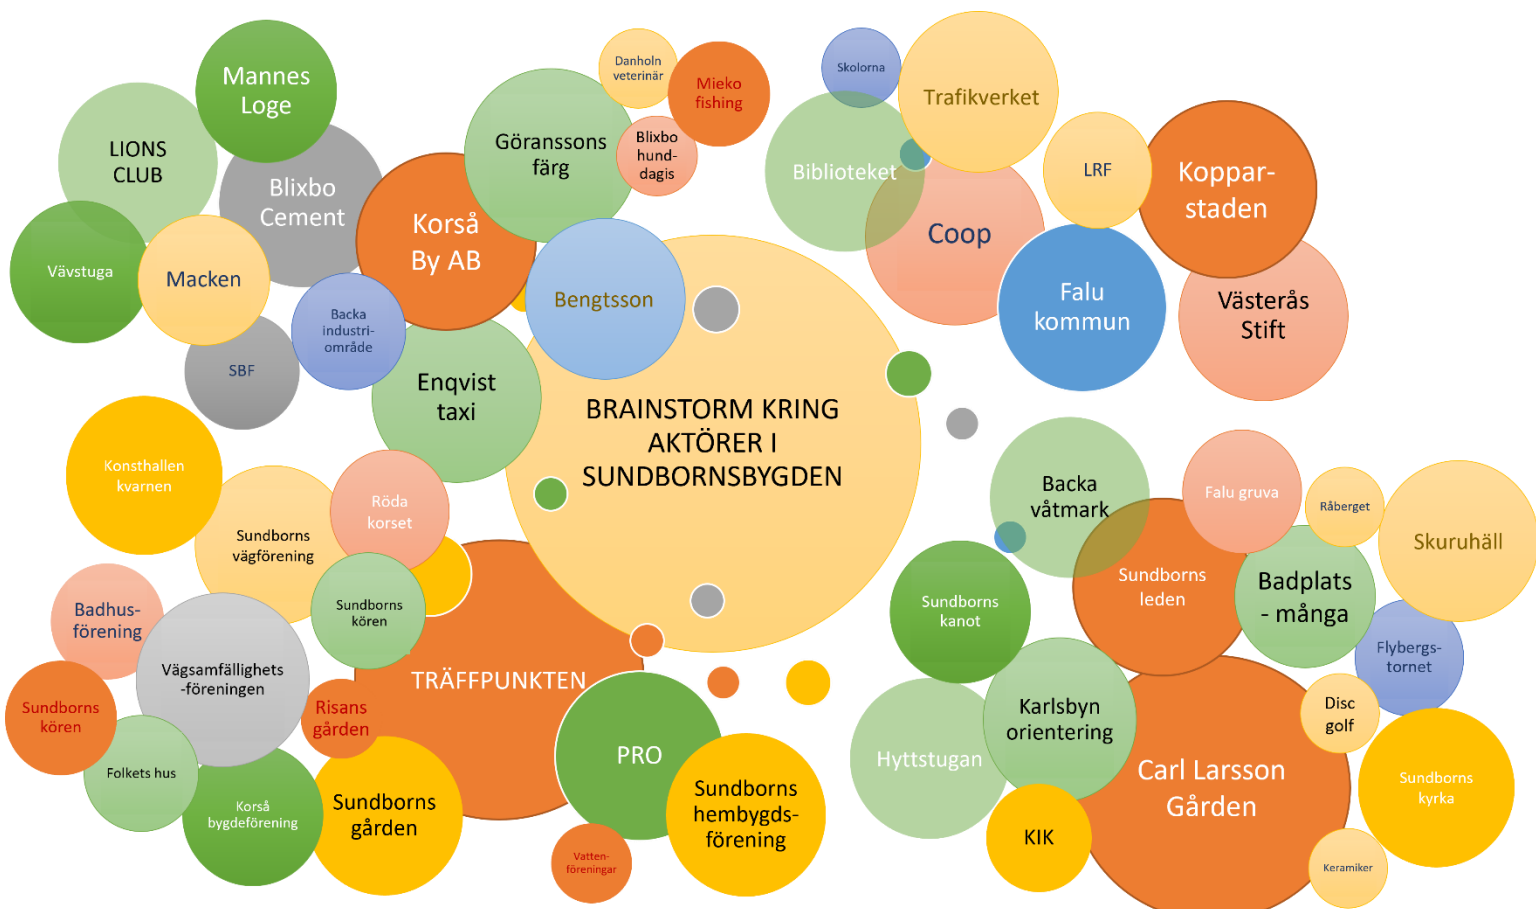 Mannes
Loge
LIONS
CLUB
Blixbo
Cement
Vävstuga
Macken
SBF
Backa
industri-
område
Korså
By AB
Göranssons
färg
Danholn
veterinär
Mieko
fishing
Blixbo
hund-
dagis
Bengtsson
Enqvist
taxi
BRAINSTORM KRING
AKTÖRER I
SUNDBORNSBYGDEN
Skolorna
Trafikverket
Biblioteket
Coop
LRF
Koppar-
staden
Falu
kommun
Västerås
Stift
Konsthallen
kvarnen
Sundborns
vägförening
Röda
korset
Sundborns
kören
Badhus-
förening
Vägsamfällighets
-föreningen
Sundborns
kören
Risans
gården
Folkets hus
Korså
bygdeförening
Sundborns
gården
TRÄFFPUNKTEN
PRO
Vatten-
föreningar
Sundborns
hembygds-
förening
Backa
våtmark
Falu gruva
Råberget
Skuruhäll
Sundborns
leden
Badplats
- många
Sundborns
kanot
Flybergs-
tornet
Karlsbyn
orientering
Disc
golf
Hyttstugan
Carl Larsson
Gården
Sundborns
kyrka
KIK
Keramiker